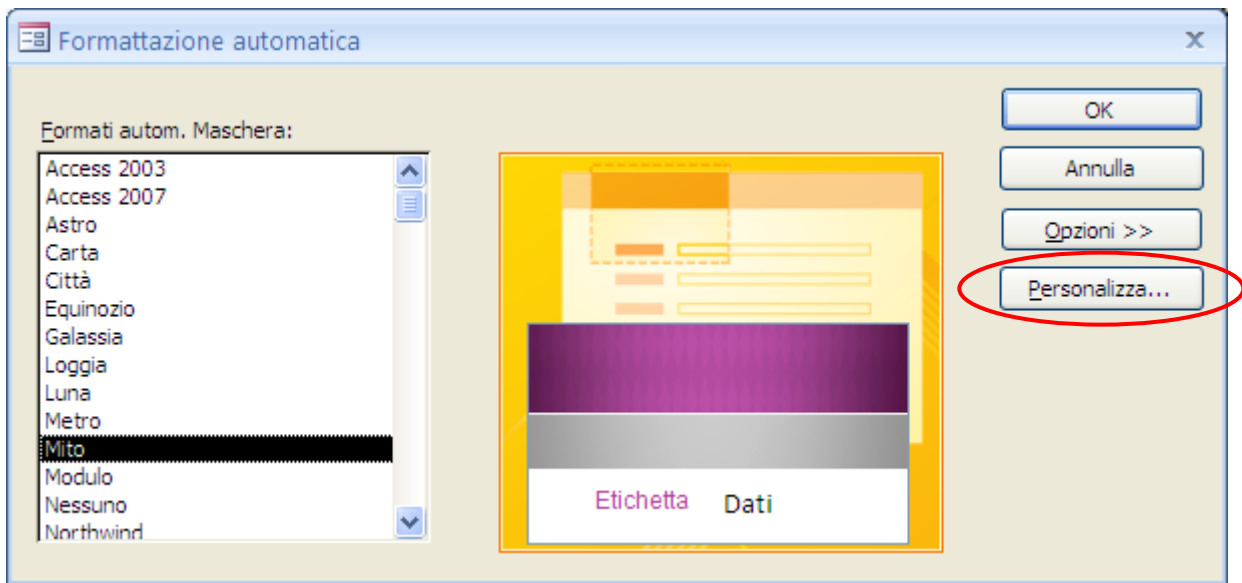 Formattazione automatica
Formati autom. Maschera:
Access 2003
Access 2007
Astro
Carta
Città
Equinozio
Galassia
Loggia
Luna
Metro
Mito
Modulo
Nessuno
Northwind
Etichetta Dati
OK
Annulla
Opzioni >>
Personalizza...